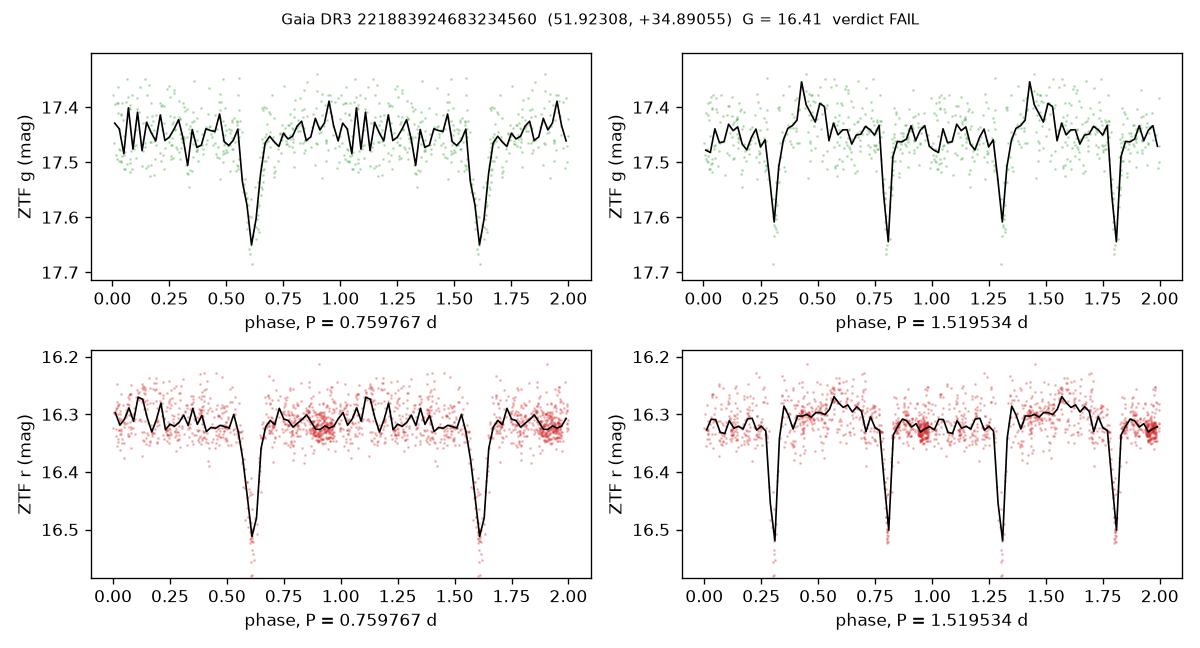 Gaia DR3 221883924683234560 (51.92308, +34.89055) G = 16.41 verdict FAIL
ZTF g (mag)
17.4
17.5
17.6
17.7
0.00 0.25 0.50 0.75 1.00 1.25 1.50 1.75 2.00
phase, P = 0.759767 d
ZTF g (mag)
17.4
17.5
17.6
17.7
0.00 0.25 0.50 0.75 1.00 1.25 1.50 1.75 2.00
phase, P = 1.519534 d
ZTF r (mag)
16.2
16.3
16.4
16.5
0.00 0.25 0.50 0.75 1.00 1.25 1.50 1.75 2.00
phase, P = 0.759767 d
ZTF r (mag)
16.2
16.3
16.4
16.5
0.00 0.25 0.50 0.75 1.00 1.25 1.50 1.75 2.00
phase, P = 1.519534 d